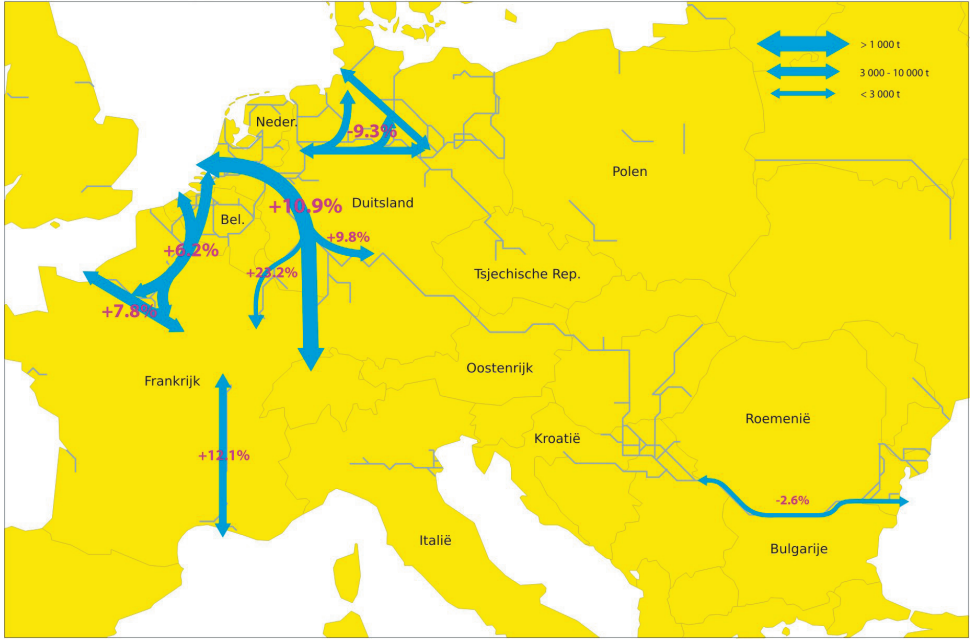 > 1 000 t
3 000 - 10 000 t
< 3 000 t
Neder.
-9.3%
Polen
Duitsland
+10.9%
Bel.
+9.8%
+6.2%
+23.2%
Tsjechische Rep.
+7.8%
Oostenrijk
Frankrijk
Roemenië
Kroatië
+12.1%
-2.6%
Italië
Bulgarije